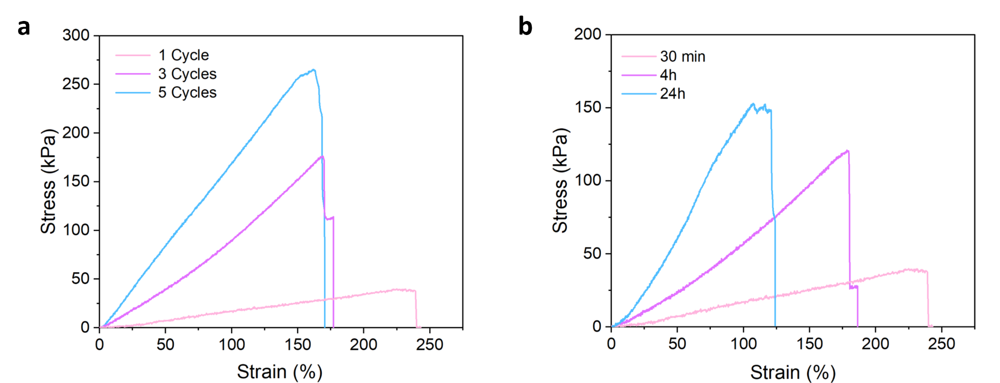 a
300
250
200
150
100
50
0
0 50 100 150 200 250
Stress (kPa)
Strain (%)
1 Cycle
3 Cycles
5 Cycles
b
200
150
100
50
0
0 50 100 150 200 250
Stress (kPa)
Strain (%)
30 min
4h
24h